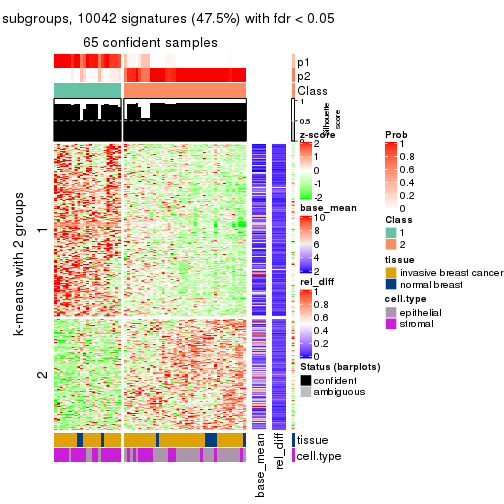 subgroups, 10042 signatures (47.5%) with fdr < 0.05
65 confident samples
p1
p2
Class
1
0.5
0
Silhouette
score
k-means with 2 groups
1
2
tissue
cell.type
base_mean
rel_diff
z-score
2
1
0
-1
-2
base_mean
10
8
6
4
2
rel_diff
1
0.8
0.6
0.4
0.2
0
Status (barplots)
confident
ambiguous
Prob
1
0.8
0.6
0.4
0.2
0
Class
1
2
tissue
invasive breast cancer
normal breast
cell.type
epithelial
stromal